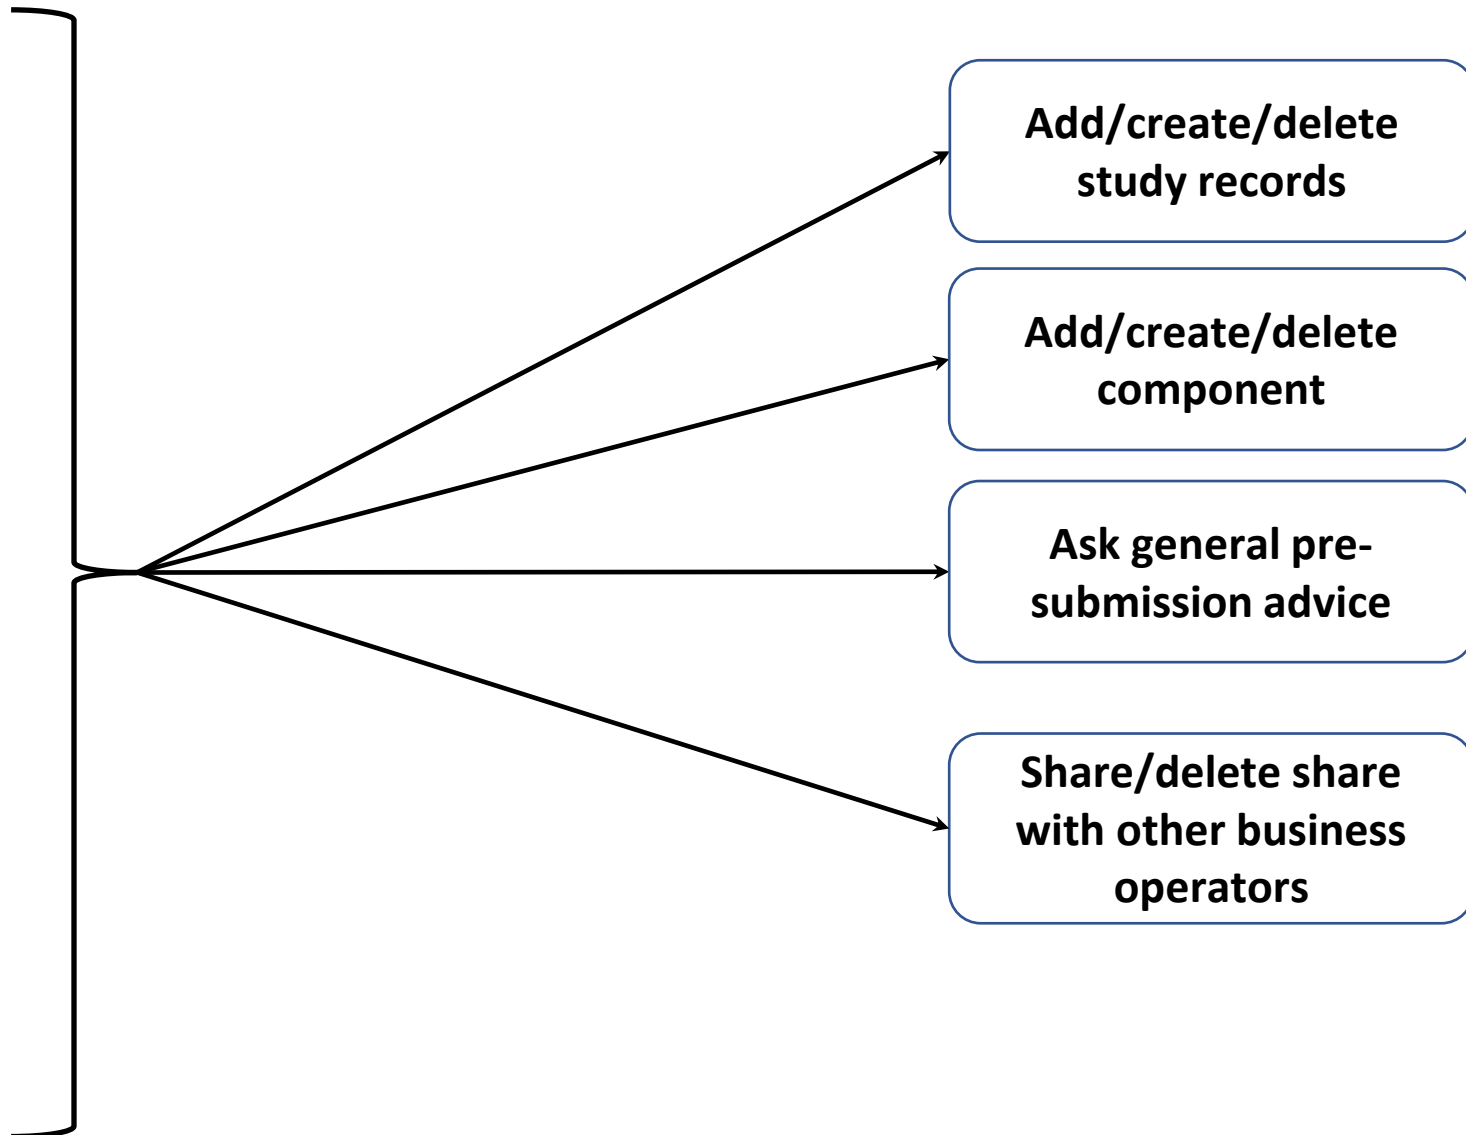 Add/create/delete
study records
Add/create/delete
component
Ask general pre-
submission advice
Share/delete share
with other business
operators